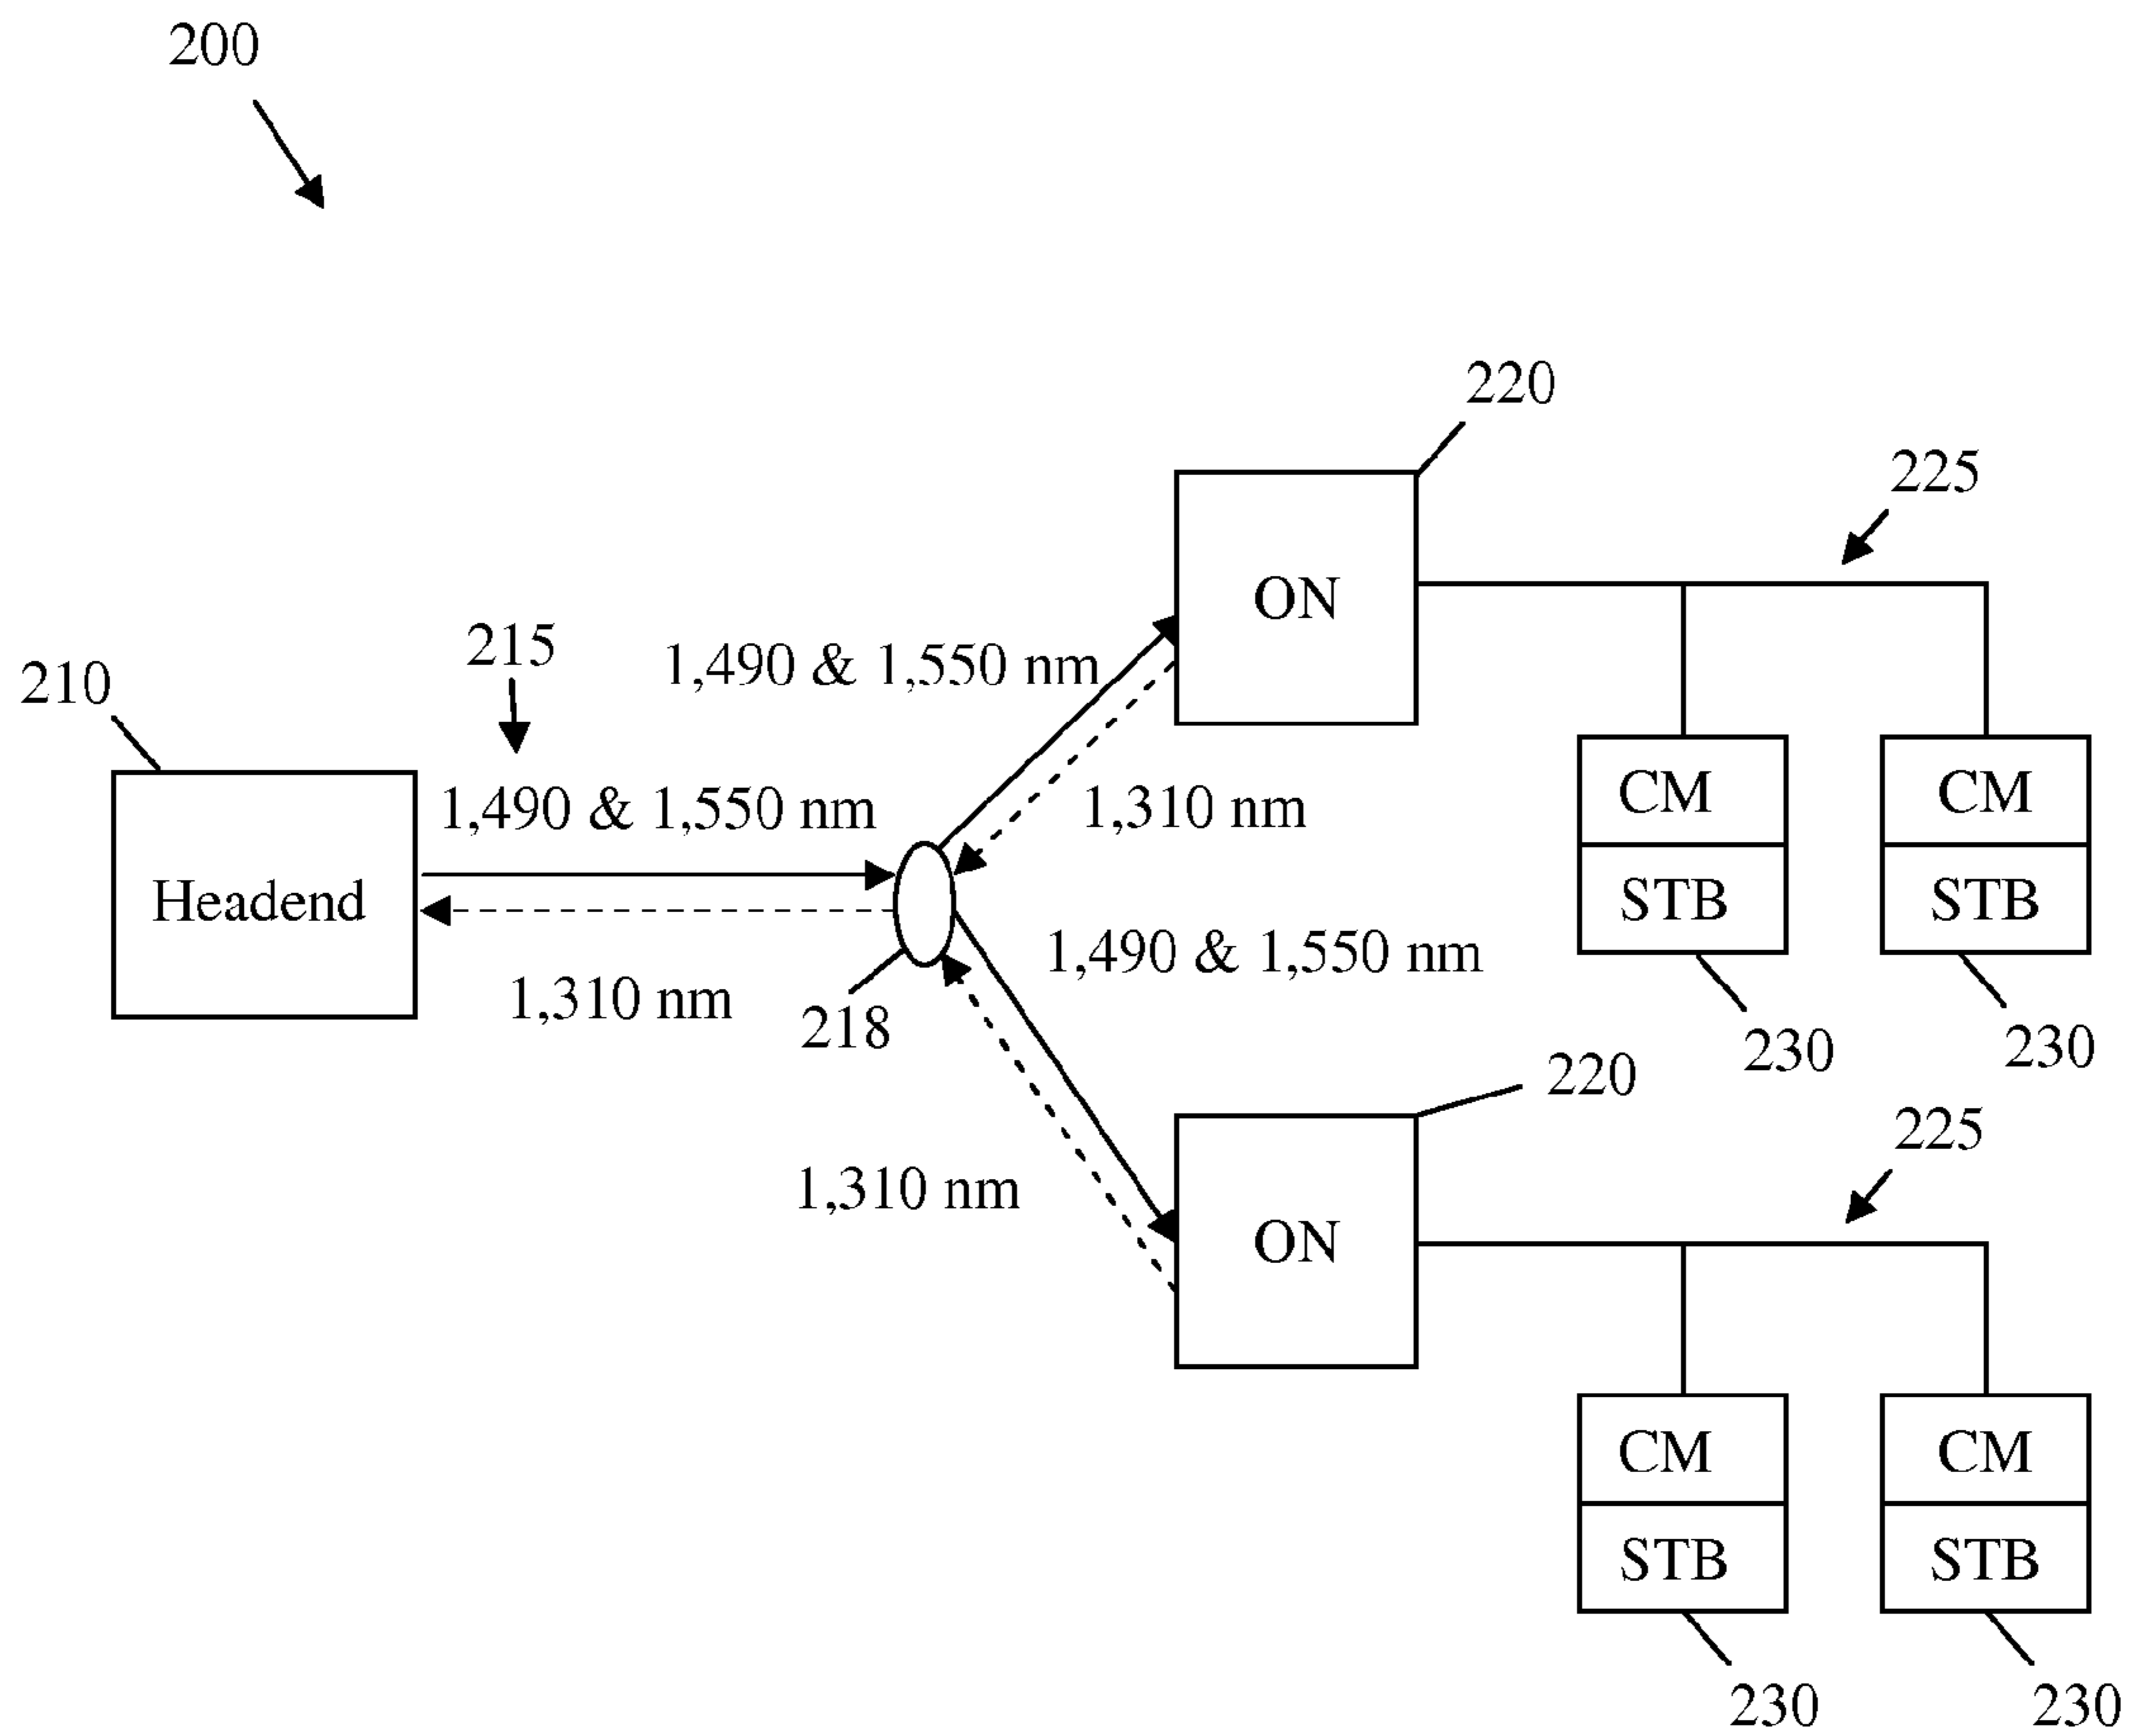 200
220
225
ON
215
1,490 & 1,550 nm
210
1,490 & 1,550 nm
1,310 nm
CM
CM
Headend
STB
STB
1,490 & 1,550 nm
1,310 nm
218
230
230
220
225
1,310 nm
ON
CM
CM
STB
STB
230
230